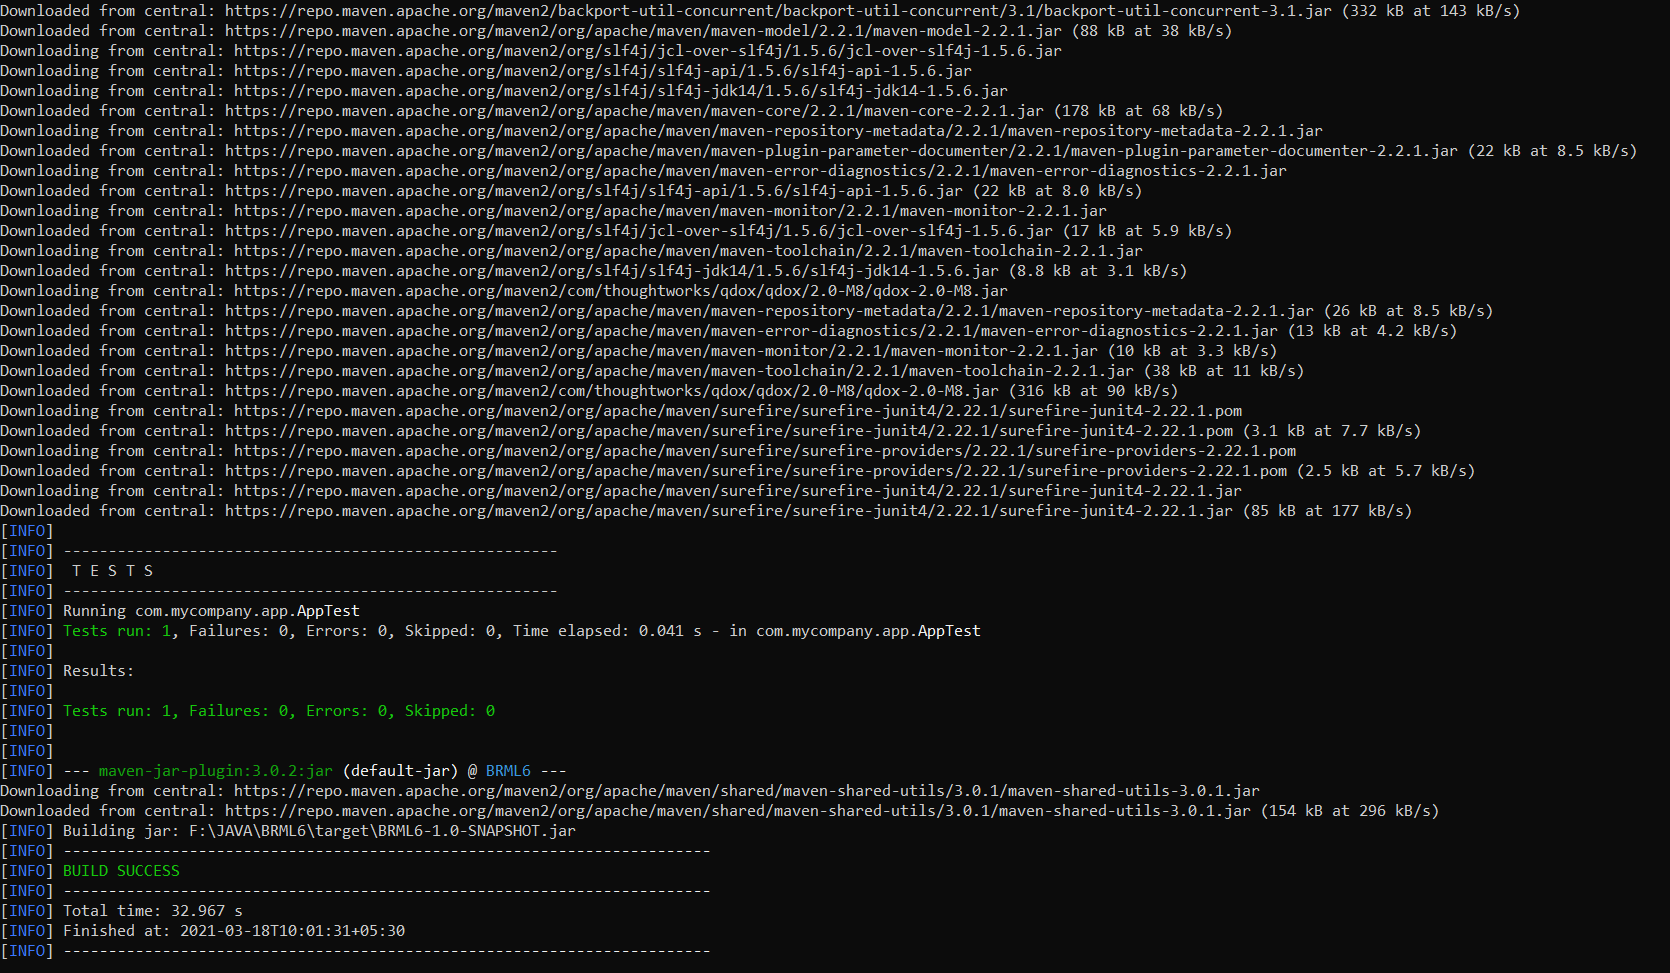 Downloaded from central: https://repo.maven.apache.org/maven2/backport-util-concurrent/backport-util-concurrent/3.1/backport-util-concurrent-3.1.jar (332 kB at 143 kB/s)
Downloaded from central: https://repo.maven.apache.org/maven2/org/apache/maven/maven-model/2.2.1/maven-model-2.2.1.jar (88 kB at 38 kB/s)
Downloading from central: https://repo.maven.apache.org/maven2/org/slf4j/jcl-over-slf4j/1.5.6/jcl-over-slf4j-1.5.6.jar
Downloading from central: https://repo.maven.apache.org/maven2/org/slf4j/slf4j-api/1.5.6/slf4j-api-1.5.6.jar
Downloading from central: https://repo.maven.apache.org/maven2/org/slf4j/slf4j-jdk14/1.5.6/slf4j-jdk14-1.5.6.jar
Downloaded from central: https://repo.maven.apache.org/maven2/org/apache/maven/maven-core/2.2.1/maven-core-2.2.1.jar (178 kB at 68 kB/s)
Downloading from central: https://repo.maven.apache.org/maven2/org/apache/maven/maven-repository-metadata/2.2.1/maven-repository-metadata-2.2.1.jar
Downloaded from central: https://repo.maven.apache.org/maven2/org/apache/maven/maven-plugin-parameter-documenter/2.2.1/maven-plugin-parameter-documenter-2.2.1.jar (22 kB at 8.5 kB/s)
Downloading from central: https://repo.maven.apache.org/maven2/org/apache/maven/maven-error-diagnostics/2.2.1/maven-error-diagnostics-2.2.1.jar
Downloaded from central: https://repo.maven.apache.org/maven2/org/slf4j/slf4j-api/1.5.6/slf4j-api-1.5.6.jar (22 kB at 8.0 kB/s)
Downloading from central: https://repo.maven.apache.org/maven2/org/apache/maven/maven-monitor/2.2.1/maven-monitor-2.2.1.jar
Downloaded from central: https://repo.maven.apache.org/maven2/org/slf4j/jcl-over-slf4j/1.5.6/jcl-over-slf4j-1.5.6.jar (17 kB at 5.9 kB/s)
Downloading from central: https://repo.maven.apache.org/maven2/org/apache/maven/maven-toolchain/2.2.1/maven-toolchain-2.2.1.jar
Downloaded from central: https://repo.maven.apache.org/maven2/org/slf4j/slf4j-jdk14/1.5.6/slf4j-jdk14-1.5.6.jar (8.8 kB at 3.1 kB/s)
Downloading from central: https://repo.maven.apache.org/maven2/com/thoughtworks/qdox/qdox/2.0-M8/qdox-2.0-M8.jar
Downloaded from central: https://repo.maven.apache.org/maven2/org/apache/maven/maven-repository-metadata/2.2.1/maven-repository-metadata-2.2.1.jar (26 kB at 8.5 kB/s)
Downloaded from central: https://repo.maven.apache.org/maven2/org/apache/maven/maven-error-diagnostics/2.2.1/maven-error-diagnostics-2.2.1.jar (13 kB at 4.2 kB/s)
Downloaded from central: https://repo.maven.apache.org/maven2/org/apache/maven/maven-monitor/2.2.1/maven-monitor-2.2.1.jar (10 kB at 3.3 kB/s)
Downloaded from central: https://repo.maven.apache.org/maven2/org/apache/maven/maven-toolchain/2.2.1/maven-toolchain-2.2.1.jar (38 kB at 11 kB/s)
Downloaded from central: https://repo.maven.apache.org/maven2/com/thoughtworks/qdox/qdox/2.0-M8/qdox-2.0-M8.jar (316 kB at 90 kB/s)
Downloading from central: https://repo.maven.apache.org/maven2/org/apache/maven/surefire/surefire-junit4/2.22.1/surefire-junit4-2.22.1.pom
Downloaded from central: https://repo.maven.apache.org/maven2/org/apache/maven/surefire/surefire-junit4/2.22.1/surefire-junit4-2.22.1.pom (3.1 kB at 7.7 kB/s)
Downloading from central: https://repo.maven.apache.org/maven2/org/apache/maven/surefire/surefire-providers/2.22.1/surefire-providers-2.22.1.pom
Downloaded from central: https://repo.maven.apache.org/maven2/org/apache/maven/surefire/surefire-providers/2.22.1/surefire-providers-2.22.1.pom (2.5 kB at 5.7 kB/s)
Downloading from central: https://repo.maven.apache.org/maven2/org/apache/maven/surefire/surefire-junit4/2.22.1/surefire-junit4-2.22.1.jar
Downloaded from central: https://repo.maven.apache.org/maven2/org/apache/maven/surefire/surefire-junit4/2.22.1/surefire-junit4-2.22.1.jar (85 kB at 177 kB/s)
[INFO]
[INFO] -------------------------------------------------------
[INFO]  T E S T S
[INFO] -------------------------------------------------------
[INFO] Running com.mycompany.app.AppTest
[INFO] Tests run: 1, Failures: 0, Errors: 0, Skipped: 0, Time elapsed: 0.041 s - in com.mycompany.app.AppTest
[INFO]
[INFO] Results:
[INFO]
[INFO] Tests run: 1, Failures: 0, Errors: 0, Skipped: 0
[INFO]
[INFO]
[INFO] --- maven-jar-plugin:3.0.2:jar (default-jar) @ BRML6 ---
Downloading from central: https://repo.maven.apache.org/maven2/org/apache/maven/shared/maven-shared-utils/3.0.1/maven-shared-utils-3.0.1.jar
Downloaded from central: https://repo.maven.apache.org/maven2/org/apache/maven/shared/maven-shared-utils/3.0.1/maven-shared-utils-3.0.1.jar (154 kB at 296 kB/s)
[INFO] Building jar: F:\JAVA\BRML6\target\BRML6-1.0-SNAPSHOT.jar
[INFO] ------------------------------------------------------------------------
[INFO] BUILD SUCCESS
[INFO] ------------------------------------------------------------------------
[INFO] Total time: 32.967 s
[INFO] Finished at: 2021-03-18T10:01:31+05:30
[INFO] ------------------------------------------------------------------------